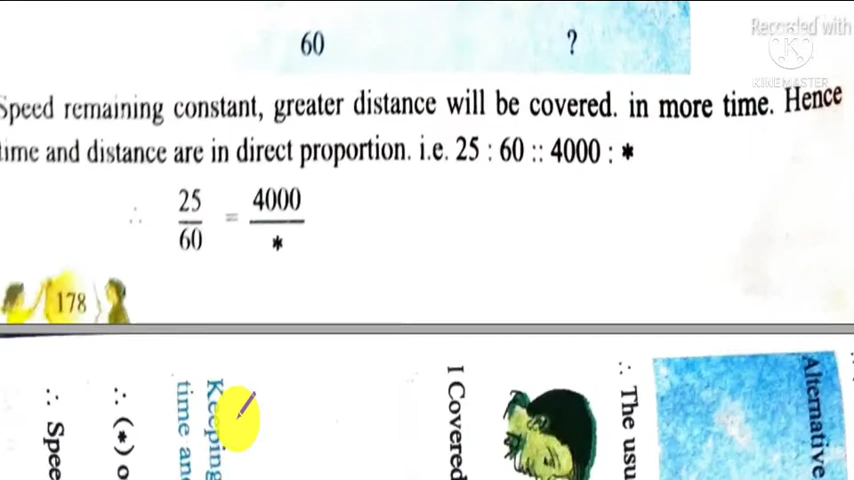 60 ?
Recorded with
KINEMASTER
Speed remaining constant, greater distance will be covered. in more time. Hence
time and distance are in direct proportion. i.e. 25 : 60 :: 4000 : *
∴ 25/60 = 4000/*
178
Alternative
∴ The usu
I Covered
Keeping
time and
∴ (*) o
∴ Spee